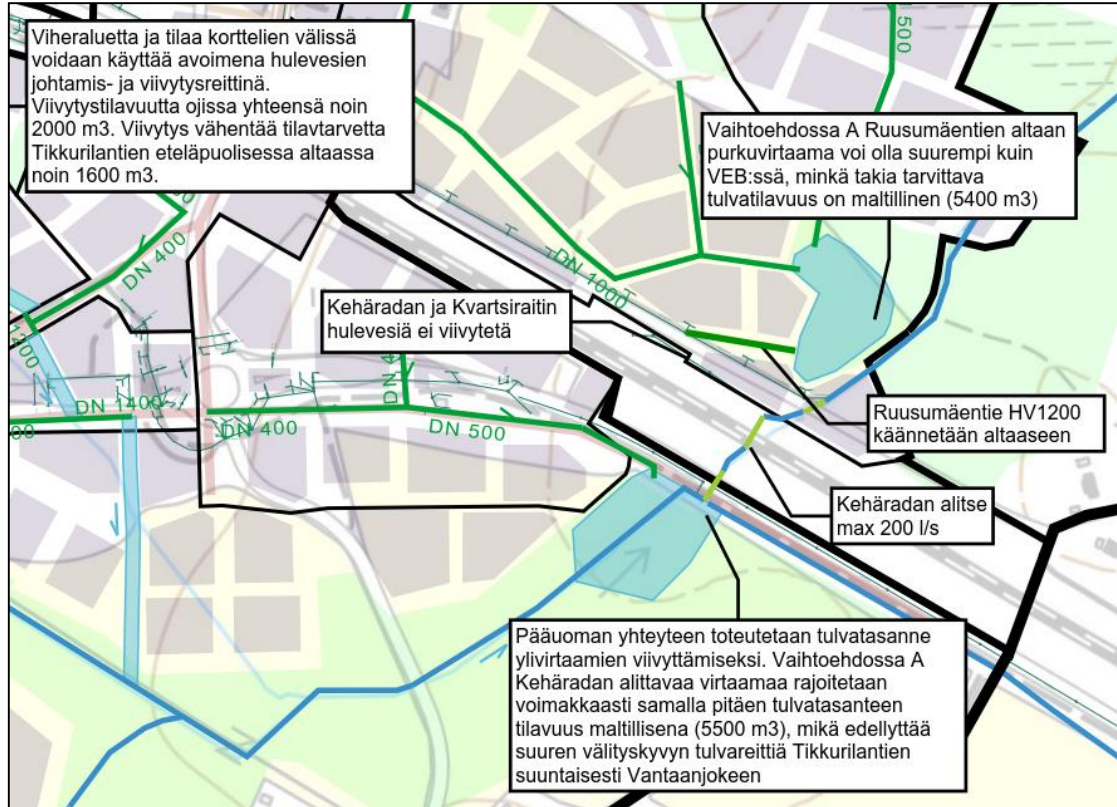 Viheraluetta ja tilaa korttelien välissä
voidaan käyttää avoimena hulevesien
johtamis- ja viivytysreittinä.
Viivytystilavuutta ojissa yhteensä noin
2000 m3. Viivytys vähentää tilavtarvetta
Tikkurilantien eteläpuolisessa altaassa
noin 1600 m3.
500
Vaihtoehdossa A Ruusumäentien altaan
purkuvirtaama voi olla suurempi kuin
VEB:ssä, minkä takia tarvittava
tulvatilavuus on maltillinen (5400 m3)
DN 400
DN 1000
Kehäradan ja Kvartsiraitin
hulevesiä ei viivytetä
DN 400
DN 400
DN 500
Ruusumäentie HV1200
käännetään altaaseen
Kehäradan alitse
max 200 l/s
Pääuoman yhteyteen toteutetaan tulvatasanne
ylivirtaamien viivyttämiseksi. Vaihtoehdossa A
Kehäradan alittavaa virtaamaa rajoitetaan
voimakkaasti samalla pitäen tulvatasanteen
tilavuus maltillisena (5500 m3), mikä edellyttää
suuren välityskyvyn tulvareittiä Tikkurilantien
suuntaisesti Vantaanjokeen